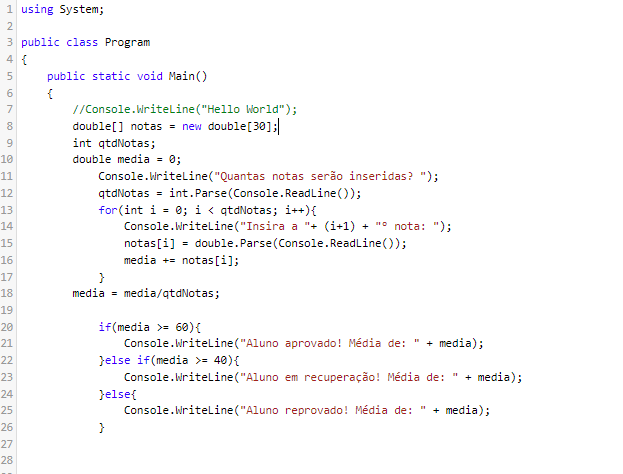 1 using System;
2
3 public class Program
4 {
5     public static void Main()
6     {
7         //Console.WriteLine("Hello World");
8         double[] notas = new double[30];
9         int qtdNotas;
10         double media = 0;
11             Console.WriteLine("Quantas notas serão inseridas? ");
12             qtdNotas = int.Parse(Console.ReadLine());
13             for(int i = 0; i < qtdNotas; i++){
14                 Console.WriteLine("Insira a "+ (i+1) + "° nota: ");
15                 notas[i] = double.Parse(Console.ReadLine());
16                 media += notas[i];
17             }
18         media = media/qtdNotas;
19
20             if(media >= 60){
21                 Console.WriteLine("Aluno aprovado! Média de: " + media);
22             }else if(media >= 40){
23                 Console.WriteLine("Aluno em recuperação! Média de: " + media);
24             }else{
25                 Console.WriteLine("Aluno reprovado! Média de: " + media);
26             }
27
28